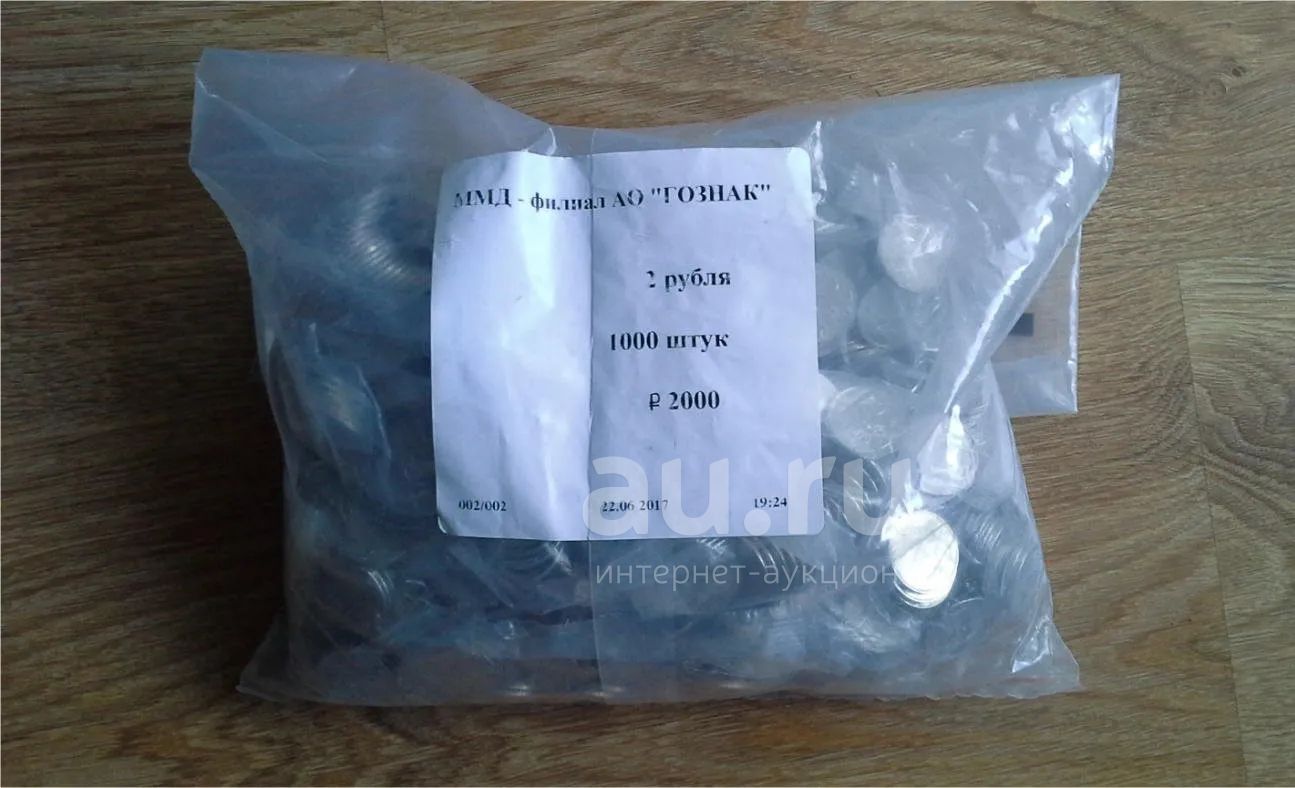 ММД - филиал АО "ГОЗНАК"
2 рубля
1000 штук
₽ 2000
002/002 22.06 2017 19:24
au.ru
интернет-аукцион